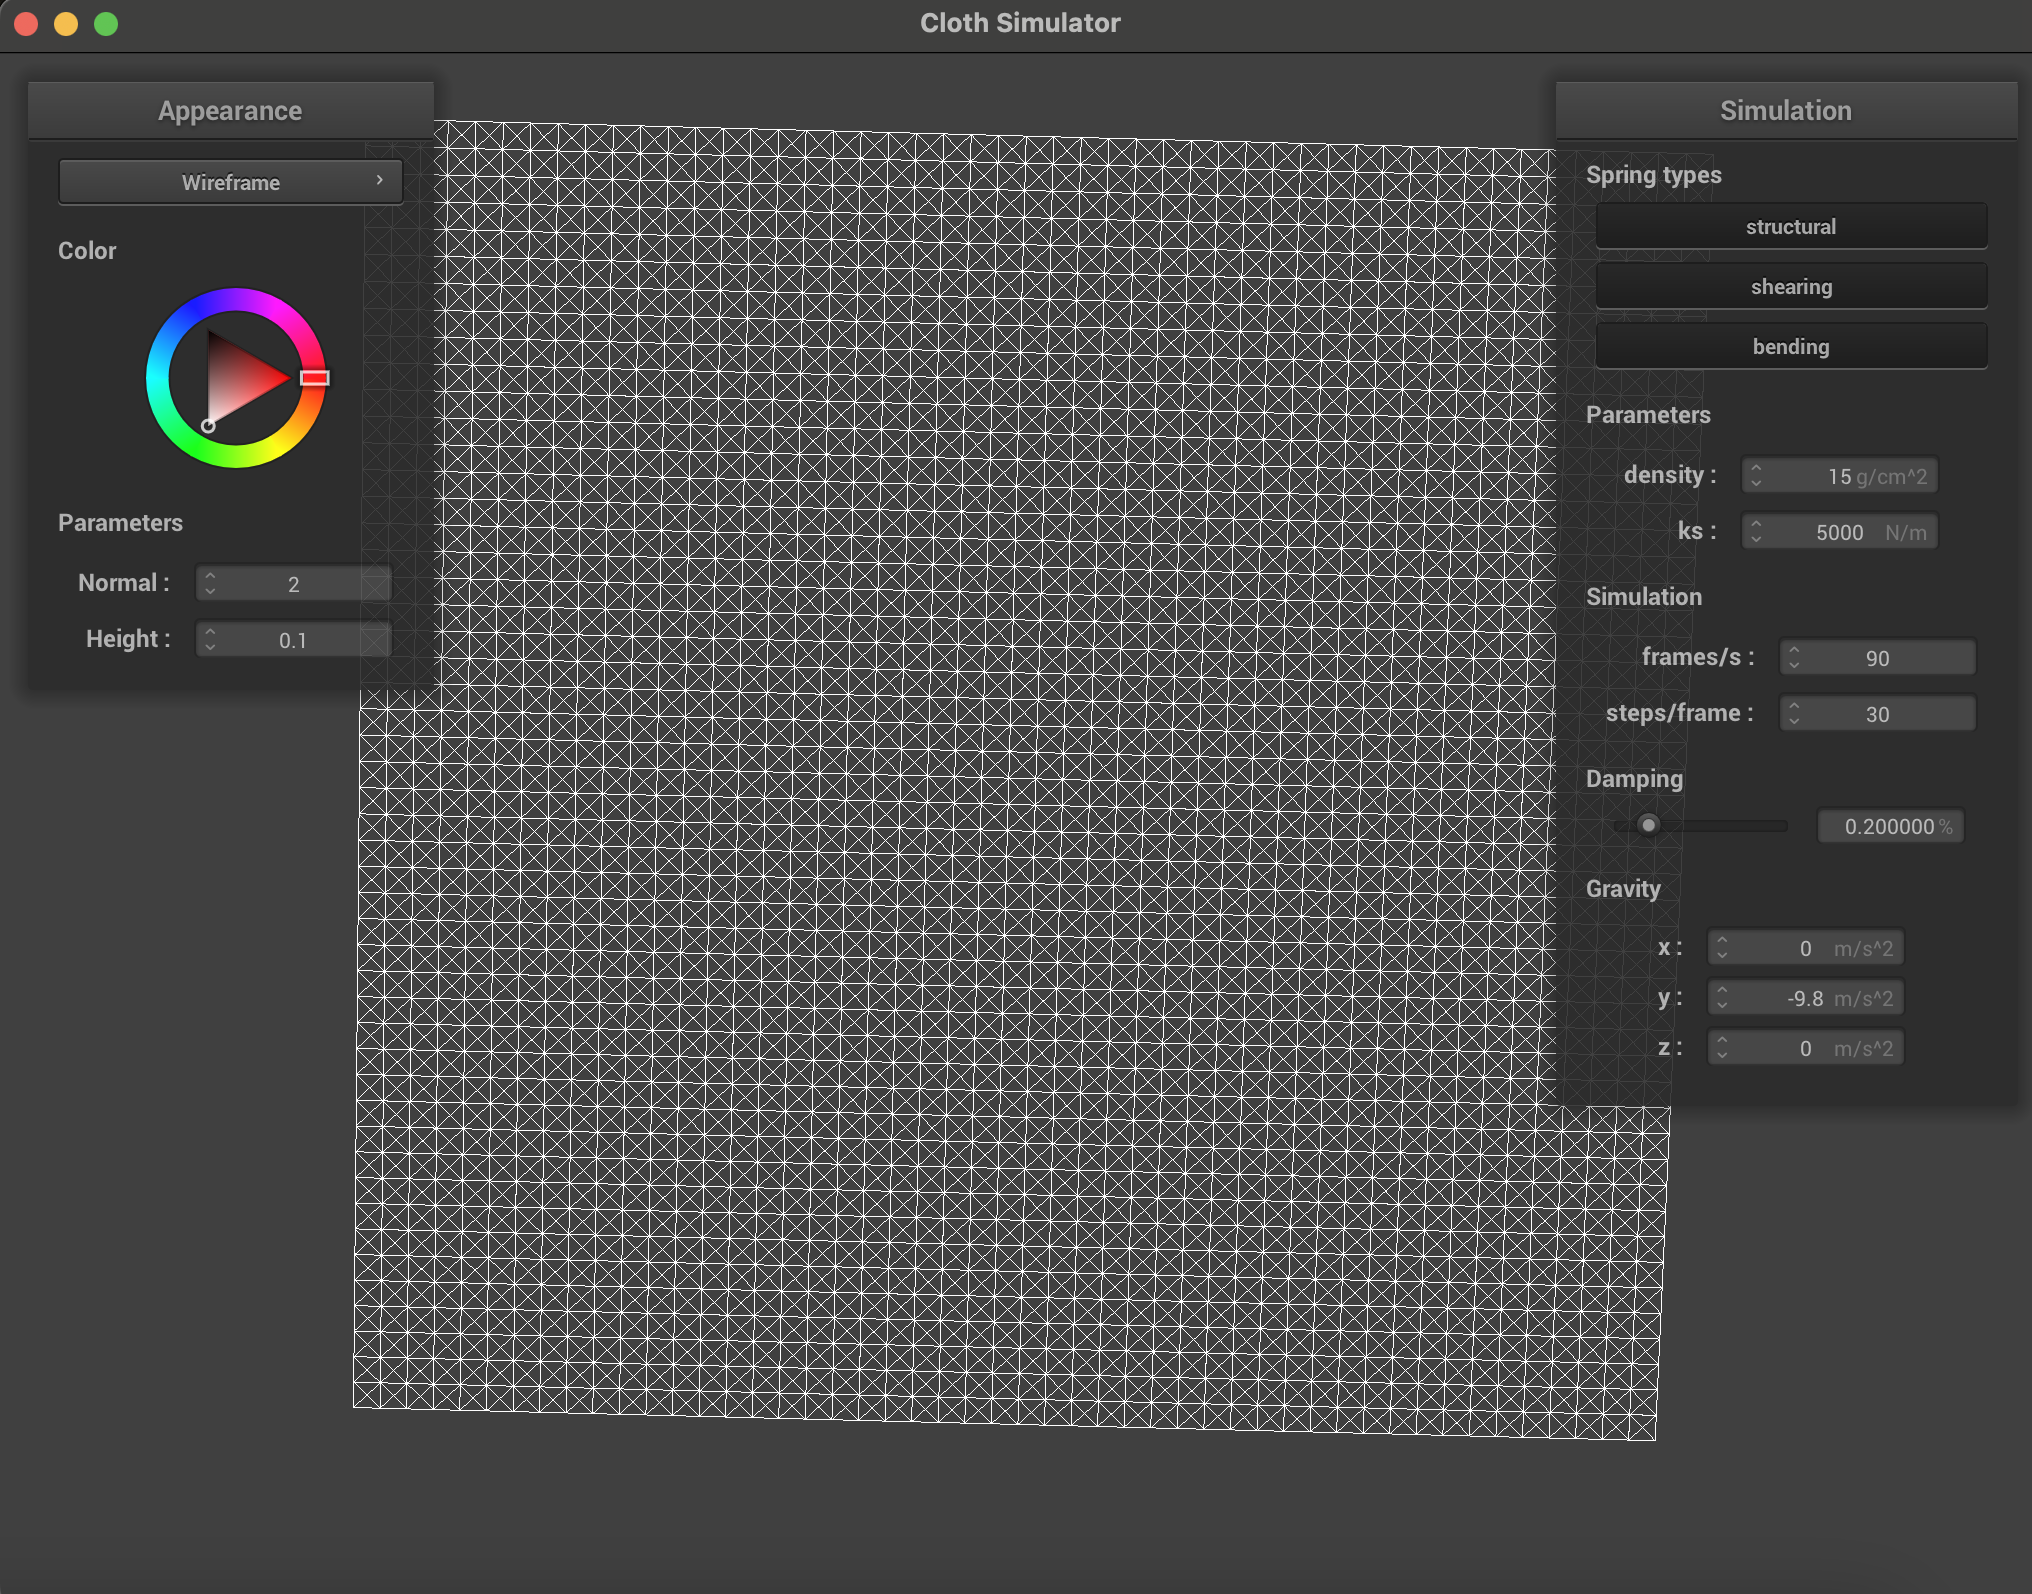 Cloth Simulator
Appearance
Wireframe
Color
Parameters
Normal : 2
Height : 0.1
Simulation
Spring types
structural
shearing
bending
Parameters
density : 15 g/cm^2
ks : 5000 N/m
Simulation
frames/s : 90
steps/frame : 30
Damping
0.200000 %
Gravity
x : 0 m/s^2
y : -9.8 m/s^2
z : 0 m/s^2